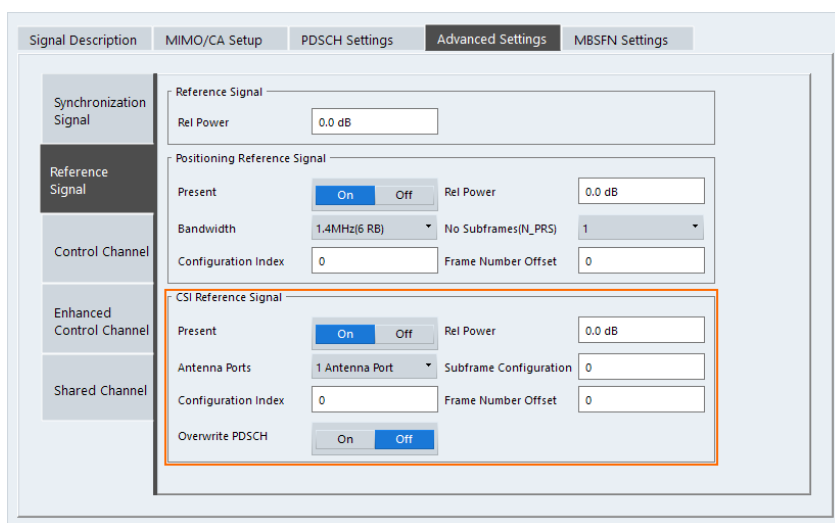 Signal Description MIMO/CA Setup PDSCH Settings Advanced Settings MBSFN Settings
Synchronization
Signal
Reference
Signal
Control Channel
Enhanced
Control Channel
Shared Channel
Reference Signal
Rel Power 0.0 dB
Positioning Reference Signal
Present On Off Rel Power 0.0 dB
Bandwidth 1.4MHz(6 RB) No Subframes(N_PRS) 1
Configuration Index 0 Frame Number Offset 0
CSI Reference Signal
Present On Off Rel Power 0.0 dB
Antenna Ports 1 Antenna Port Subframe Configuration 0
Configuration Index 0 Frame Number Offset 0
Overwrite PDSCH On Off